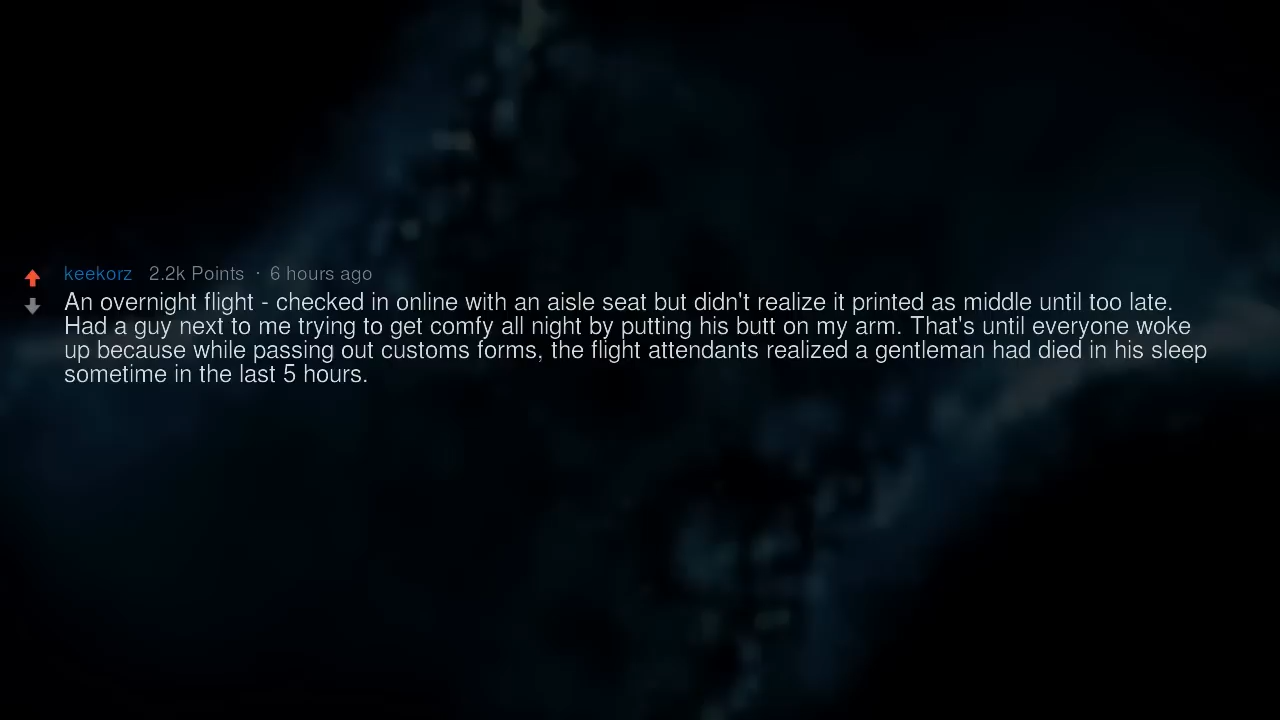 keekorz 2.2k Points · 6 hours ago
An overnight flight - checked in online with an aisle seat but didn't realize it printed as middle until too late.
Had a guy next to me trying to get comfy all night by putting his butt on my arm. That's until everyone woke
up because while passing out customs forms, the flight attendants realized a gentleman had died in his sleep
sometime in the last 5 hours.